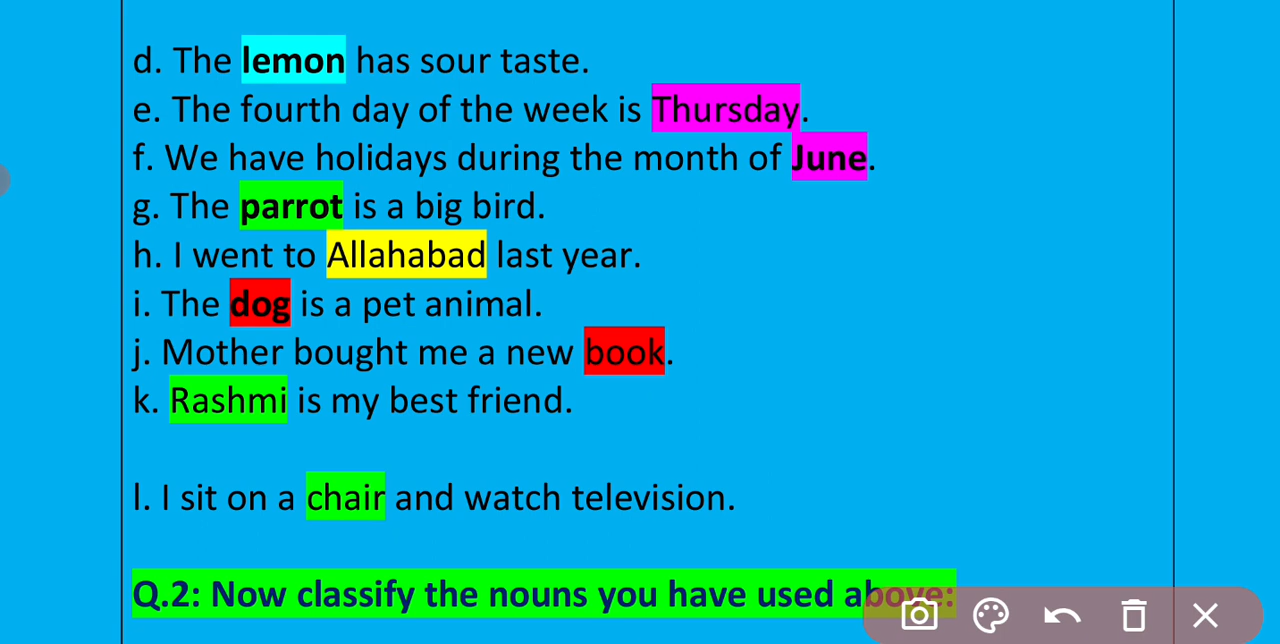 d. The lemon has sour taste.
e. The fourth day of the week is Thursday.
f. We have holidays during the month of June.
g. The parrot is a big bird.
h. I went to Allahabad last year.
i. The dog is a pet animal.
j. Mother bought me a new book.
k. Rashmi is my best friend.
l. I sit on a chair and watch television.
Q.2: Now classify the nouns you have used above: